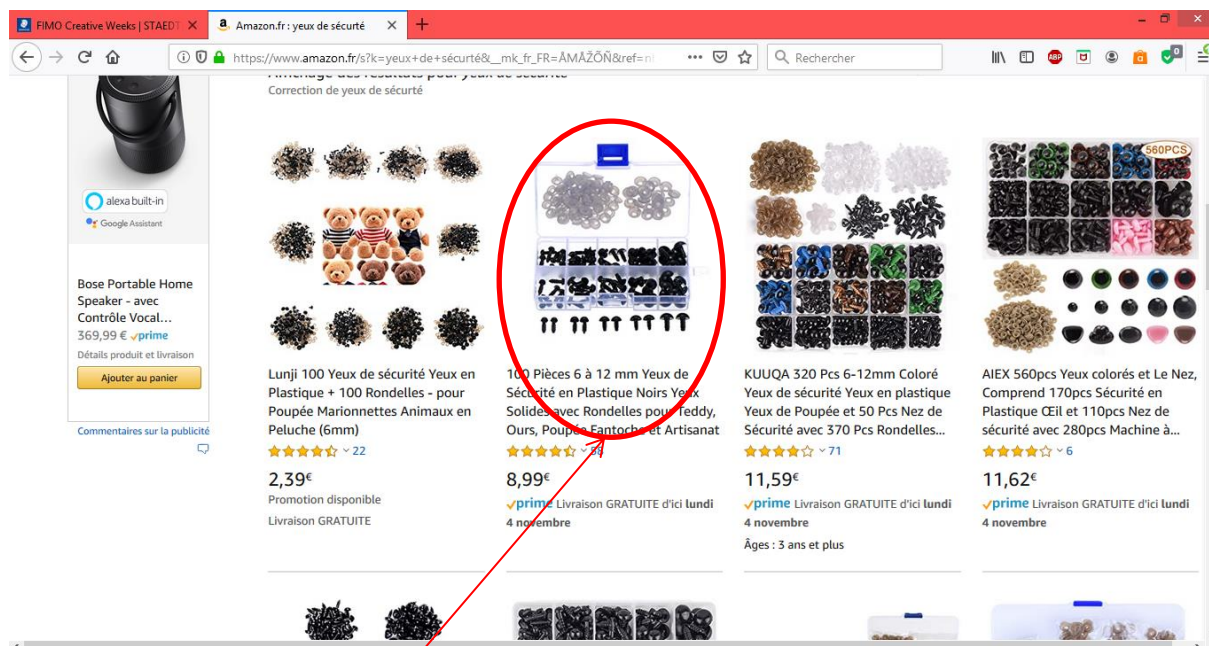 FIMO Creative Weeks | STAEDT
Amazon.fr : yeux de sécurté
https://www.amazon.fr/s?k=yeux+de+sécurté&__mk_fr_FR=ÅMÅŽÕÑ&ref=n
Rechercher
Correction de yeux de sécurté
alexa built-in
Google Assistant
Bose Portable Home
Speaker - avec
Contrôle Vocal...
369,99 € prime
Détails produit et livraison
Ajouter au panier
Commentaires sur la publicité
Lunji 100 Yeux de sécurité Yeux en
Plastique + 100 Rondelles - pour
Poupée Marionnettes Animaux en
Peluche (6mm)
22
2,39€
Promotion disponible
Livraison GRATUITE
100 Pièces 6 à 12 mm Yeux de
Sécurité en Plastique Noirs Yeux
Solides avec Rondelles pour Teddy,
Ours, Poupée Fantoche et Artisanat
58
8,99€
prime Livraison GRATUITE d'ici lundi
4 novembre
KUUQA 320 Pcs 6-12mm Coloré
Yeux de sécurité Yeux en plastique
Yeux de Poupée et 50 Pcs Nez de
Sécurité avec 370 Pcs Rondelles...
71
11,59€
prime Livraison GRATUITE d'ici lundi
4 novembre
Âges : 3 ans et plus
560PCS
AIEX 560pcs Yeux colorés et Le Nez,
Comprend 170pcs Sécurité en
Plastique Œil et 110pcs Nez de
sécurité avec 280pcs Machine à...
6
11,62€
prime Livraison GRATUITE d'ici lundi
4 novembre